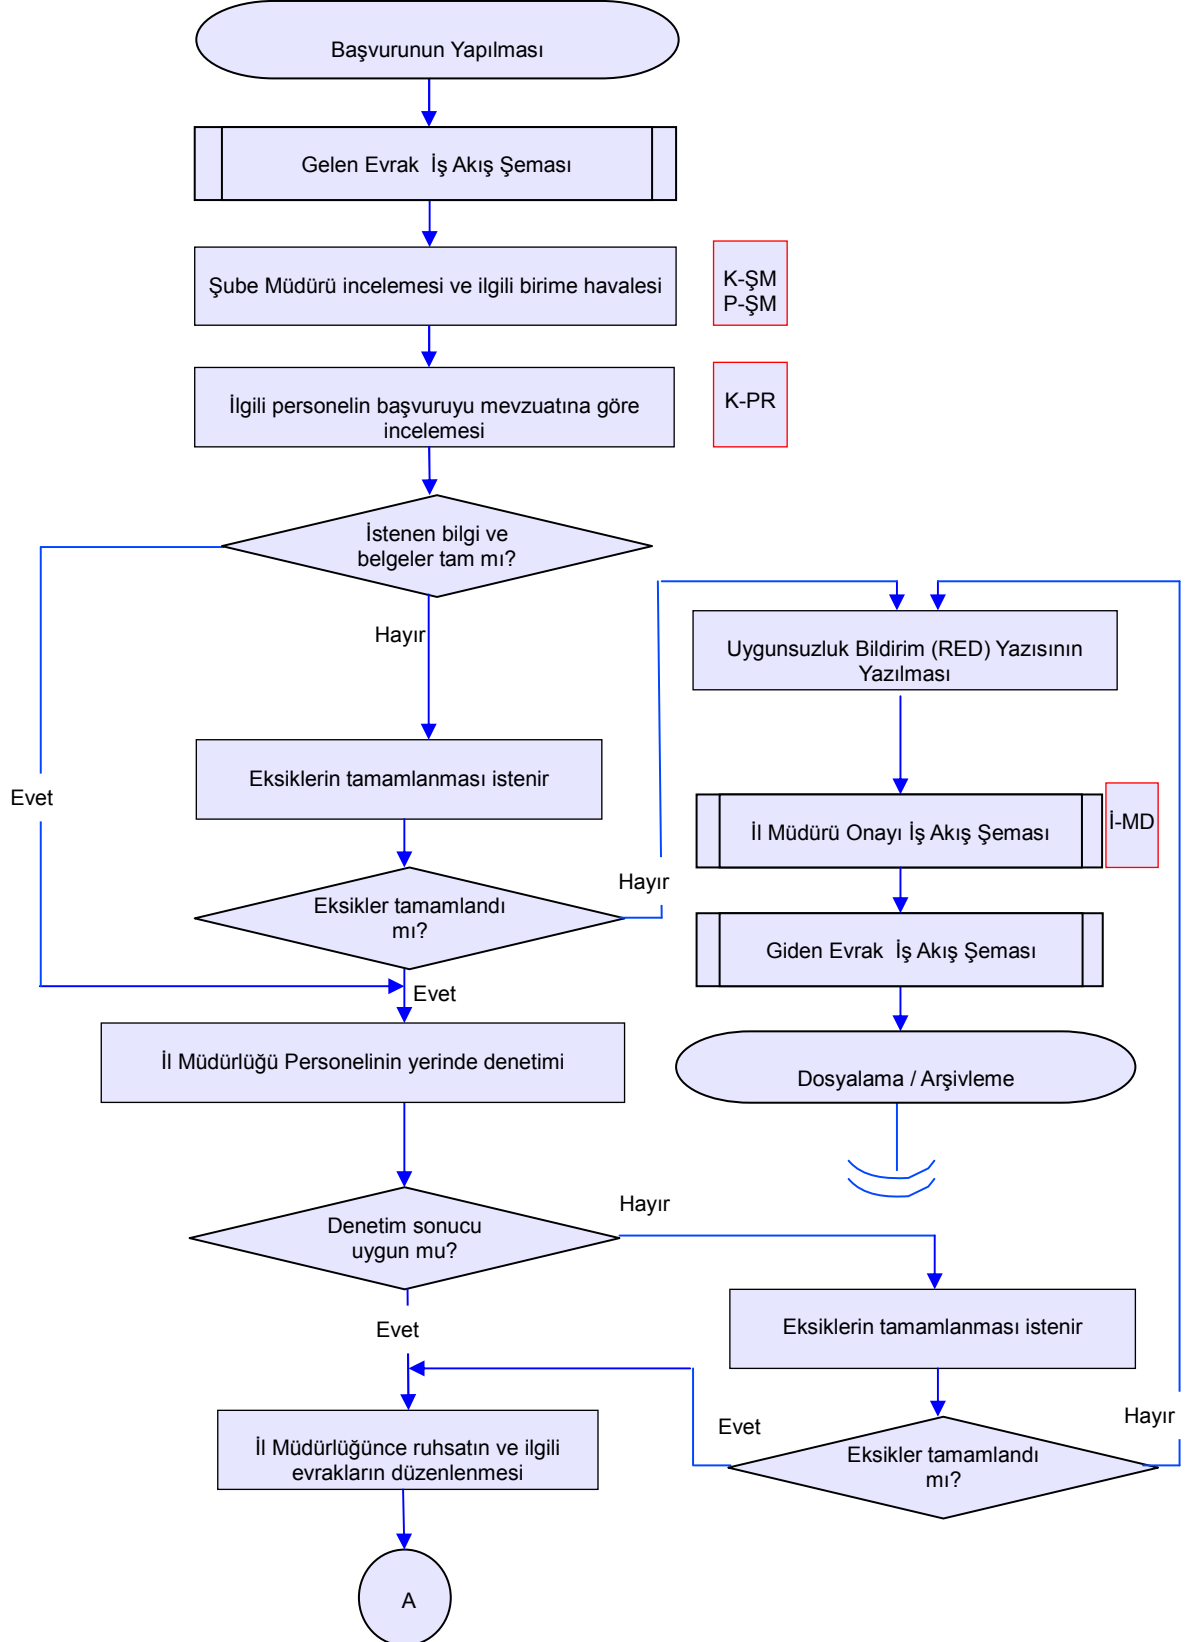 Başvurunun Yapılması
Gelen Evrak İş Akış Şeması
Şube Müdürü incelemesi ve ilgili birime havalesi
K-ŞM
P-ŞM
İlgili personelin başvuruyu mevzuatına göre
incelemesi
K-PR
İstenen bilgi ve
belgeler tam mı?
Hayır
Uygunsuzluk Bildirim (RED) Yazısının
Yazılması
Eksiklerin tamamlanması istenir
Evet
İl Müdürü Onayı İş Akış Şeması
İ-MD
Hayır
Eksikler tamamlandı
mı?
Giden Evrak İş Akış Şeması
Evet
İl Müdürlüğü Personelinin yerinde denetimi
Dosyalama / Arşivleme
Hayır
Denetim sonucu
uygun mu?
Evet
Eksiklerin tamamlanması istenir
Evet
Hayır
İl Müdürlüğünce ruhsatın ve ilgili
evrakların düzenlenmesi
Eksikler tamamlandı
mı?
A